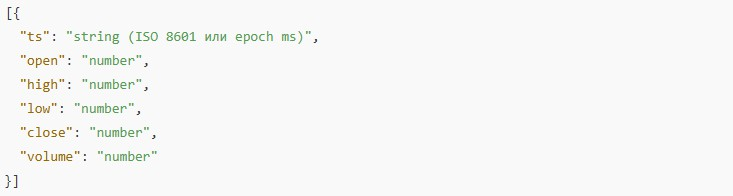 [{
"ts": "string (ISO 8601 или epoch ms)",
"open": "number",
"high": "number",
"low": "number",
"close": "number",
"volume": "number"
}]